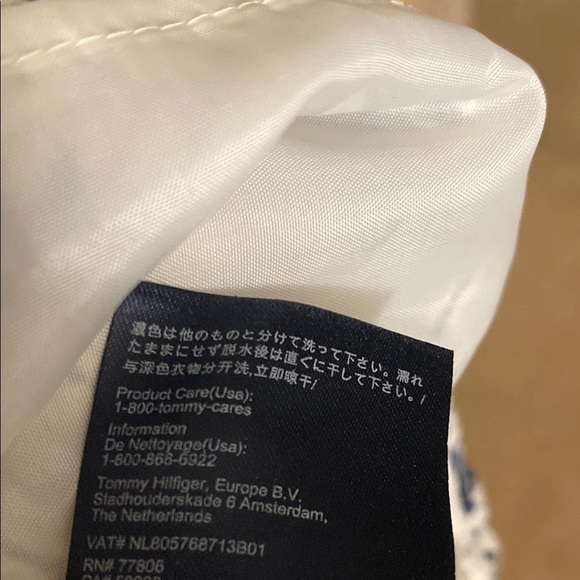 濃色は他のものと分けて洗って下さい。濡れ
たままにせず脱水後は直ぐに干して下さい。/
与深色衣物分开洗,立即晾干/
Product Care(Usa):
1-800-tommy-cares
Information
De Nettoyage(Usa):
1-800-866-6922
Tommy Hilfiger, Europe B.V.
Stadhouderskade 6 Amsterdam,
The Netherlands
VAT# NL805768713B01
RN# 77806